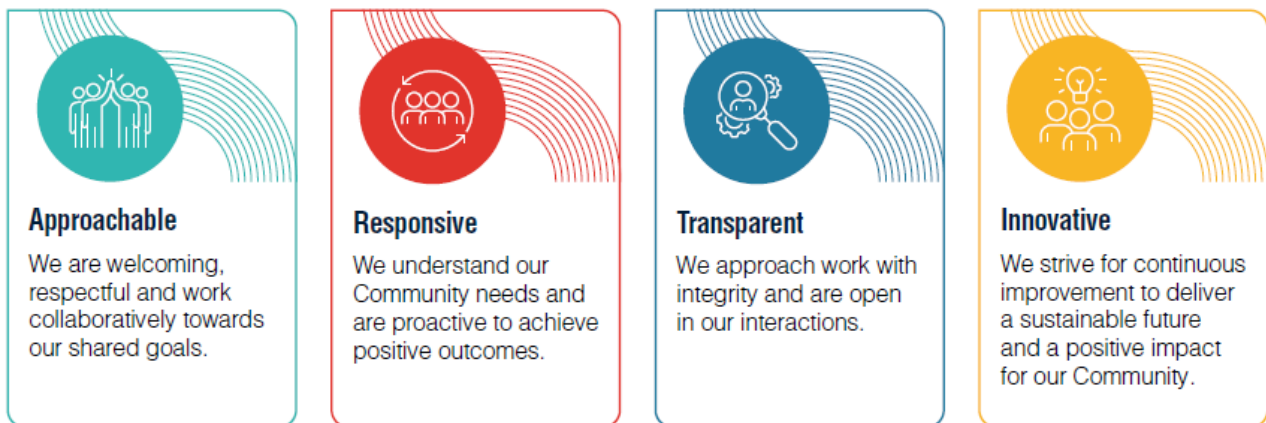 Approachable
We are welcoming,
respectful and work
collaboratively towards
our shared goals.
Responsive
We understand our
Community needs and
are proactive to achieve
positive outcomes.
Transparent
We approach work with
integrity and are open
in our interactions.
Innovative
We strive for continuous
improvement to deliver
a sustainable future
and a positive impact
for our Community.